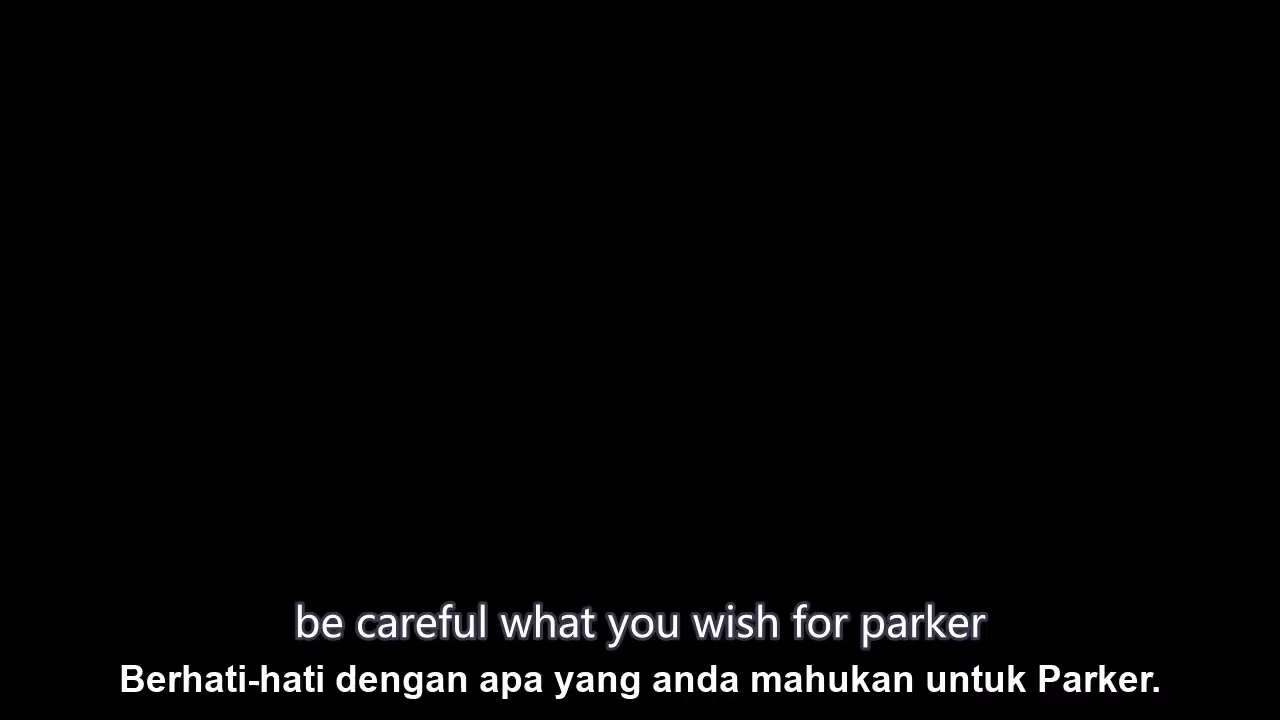 be careful what you wish for parker
Berhati-hati dengan apa yang anda mahukan untuk Parker.